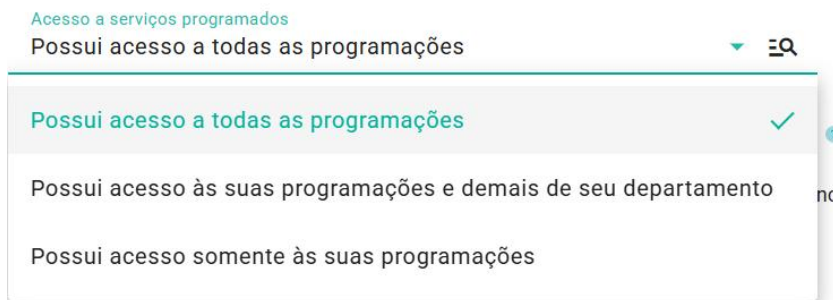 Acesso a serviços programados
Possui acesso a todas as programações
Possui acesso a todas as programações
Possui acesso às suas programações e demais de seu departamento
Possui acesso somente às suas programações